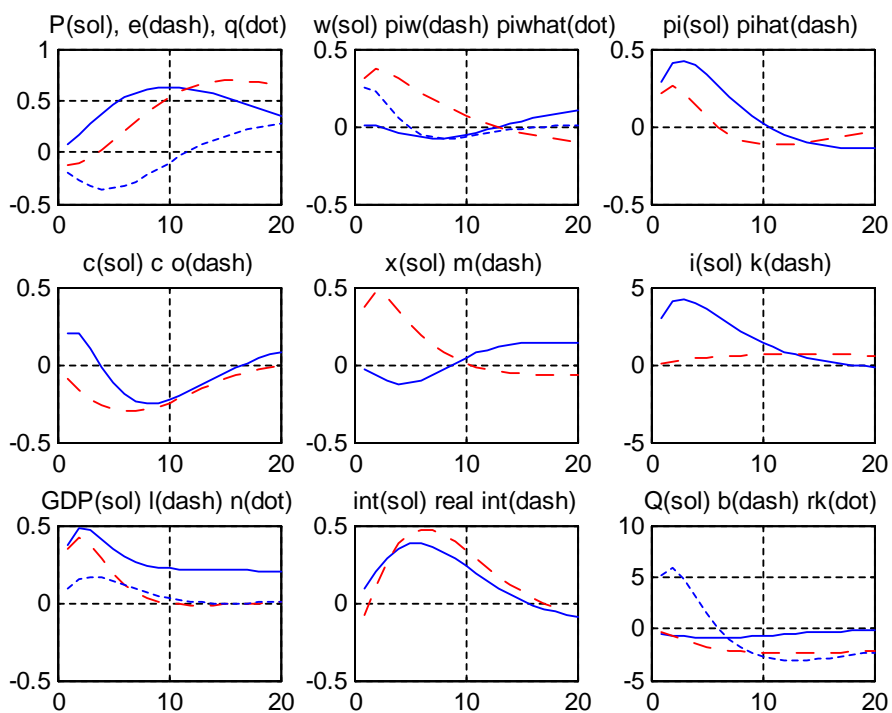 P(sol), e(dash), q(dot)
1
0.5
0
-0.5
0 10 20
w(sol) piw(dash) piwhat(dot)
0.5
0
-0.5
0 10 20
pi(sol) pihat(dash)
0.5
0
-0.5
0 10 20
c(sol) c o(dash)
0.5
0
-0.5
0 10 20
x(sol) m(dash)
0.5
0
-0.5
0 10 20
i(sol) k(dash)
5
0
-5
0 10 20
GDP(sol) l(dash) n(dot)
0.5
0
-0.5
0 10 20
int(sol) real int(dash)
0.5
0
-0.5
0 10 20
Q(sol) b(dash) rk(dot)
10
5
0
-5
0 10 20